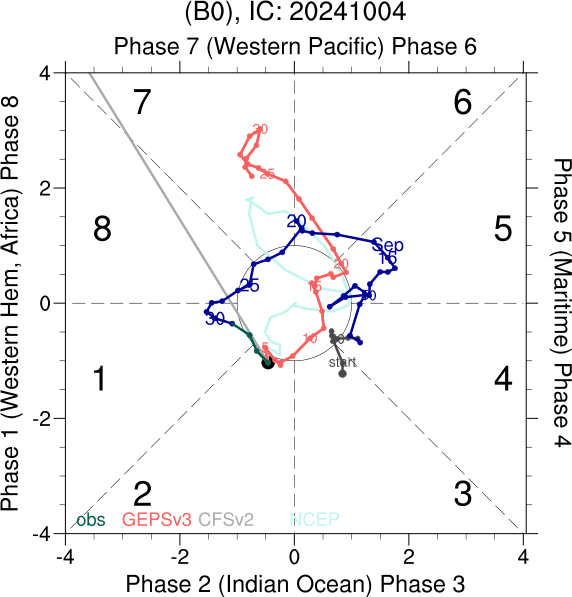 (B0), IC: 20241004
Phase 7 (Western Pacific) Phase 6
Phase 1 (Western Hem, Africa) Phase 8
Phase 5 (Maritime) Phase 4
4
2
0
-2
-4
7
6
8
5
1
4
2
3
30
25
20
Sep
20
16
25
15
30
10
5
start
obs GEPSv3 CFSv2 NCEP
-4 -2 0 2 4
Phase 2 (Indian Ocean) Phase 3